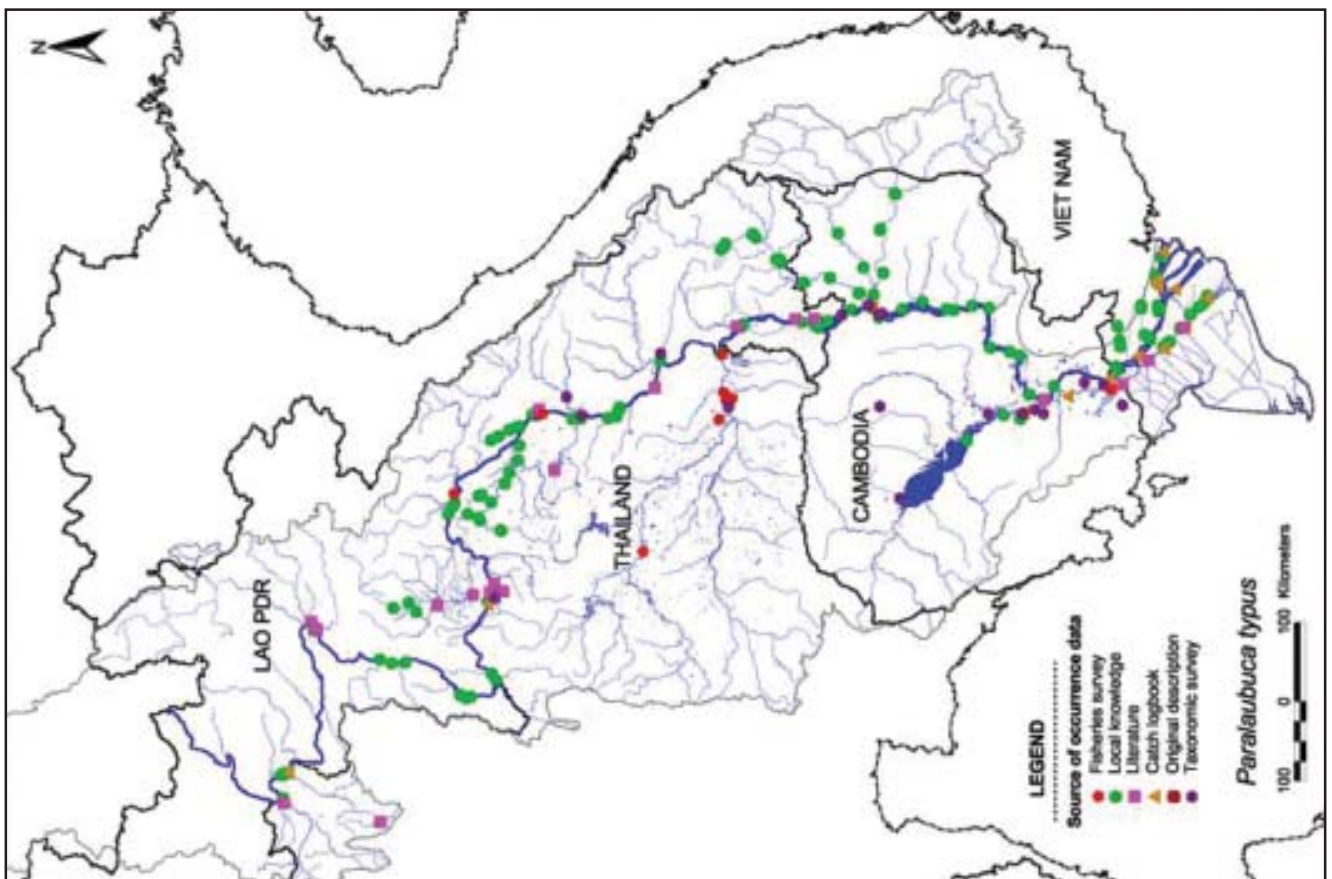 N
LAO PDR
THAILAND
CAMBODIA
VIET NAM
LEGEND
Source of occurrence data
Fisheries survey
Local knowledge
Literature
Catch logbook
Original description
Taxonomic survey
Paralaubuca typus
100 0 100 Kilometers